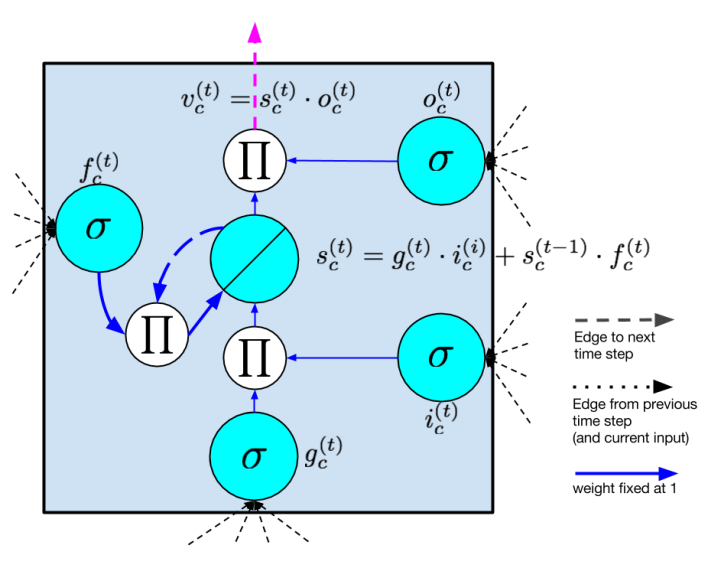 v_c^{(t)} = s_c^{(t)} · o_c^{(t)}
o_c^{(t)}
f_c^{(t)}
∏
σ
σ
s_c^{(t)} = g_c^{(t)} · i_c^{(i)} + s_c^{(t−1)} · f_c^{(t)}
∏
∏
σ
i_c^{(t)}
σ
g_c^{(t)}
Edge to next
time step
Edge from previous
time step
(and current input)
weight fixed at 1